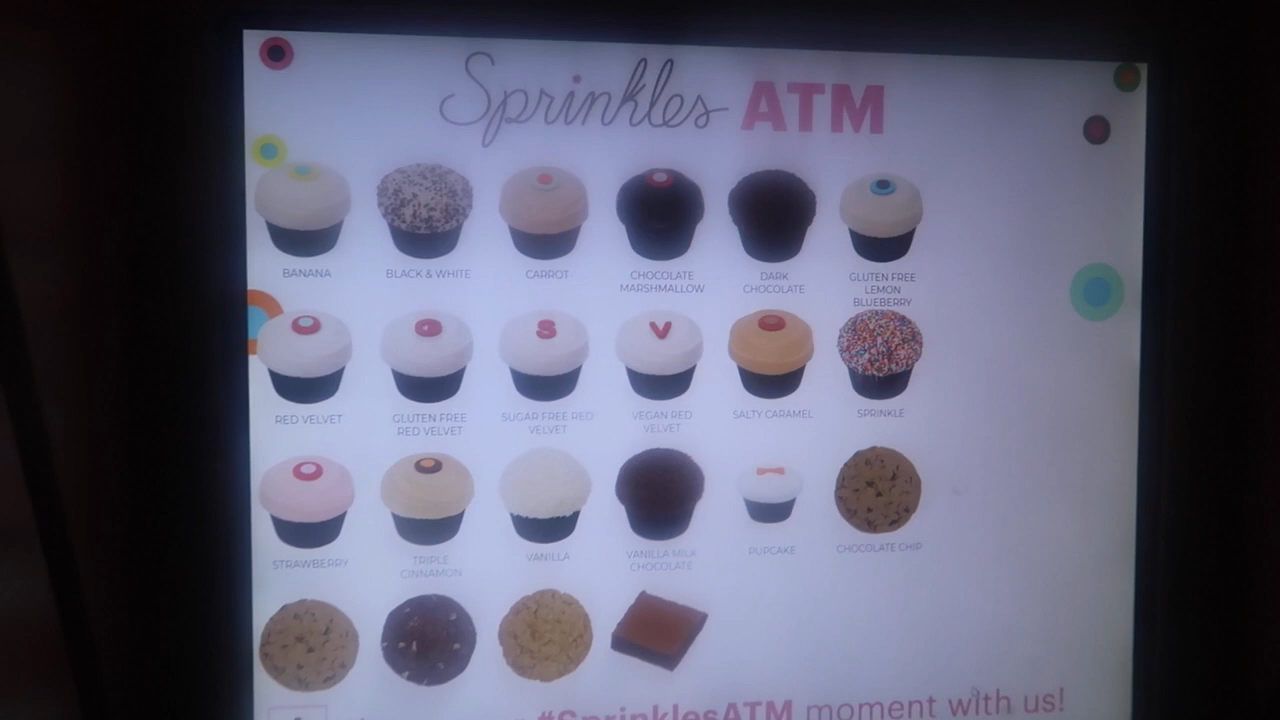 Sprinkles ATM
BANANA
BLACK & WHITE
CARROT
CHOCOLATE
MARSHMALLOW
DARK
CHOCOLATE
GLUTEN FREE
LEMON
BLUEBERRY
RED VELVET
GLUTEN FREE
RED VELVET
S
SUGAR FREE RED
VELVET
V
VEGAN RED
VELVET
SALTY CARAMEL
SPRINKLE
STRAWBERRY
TRIPLE
CINNAMON
VANILLA
VANILLA MILK
CHOCOLATE
PUPCAKE
CHOCOLATE CHIP
#SprinklesATM moment with us!